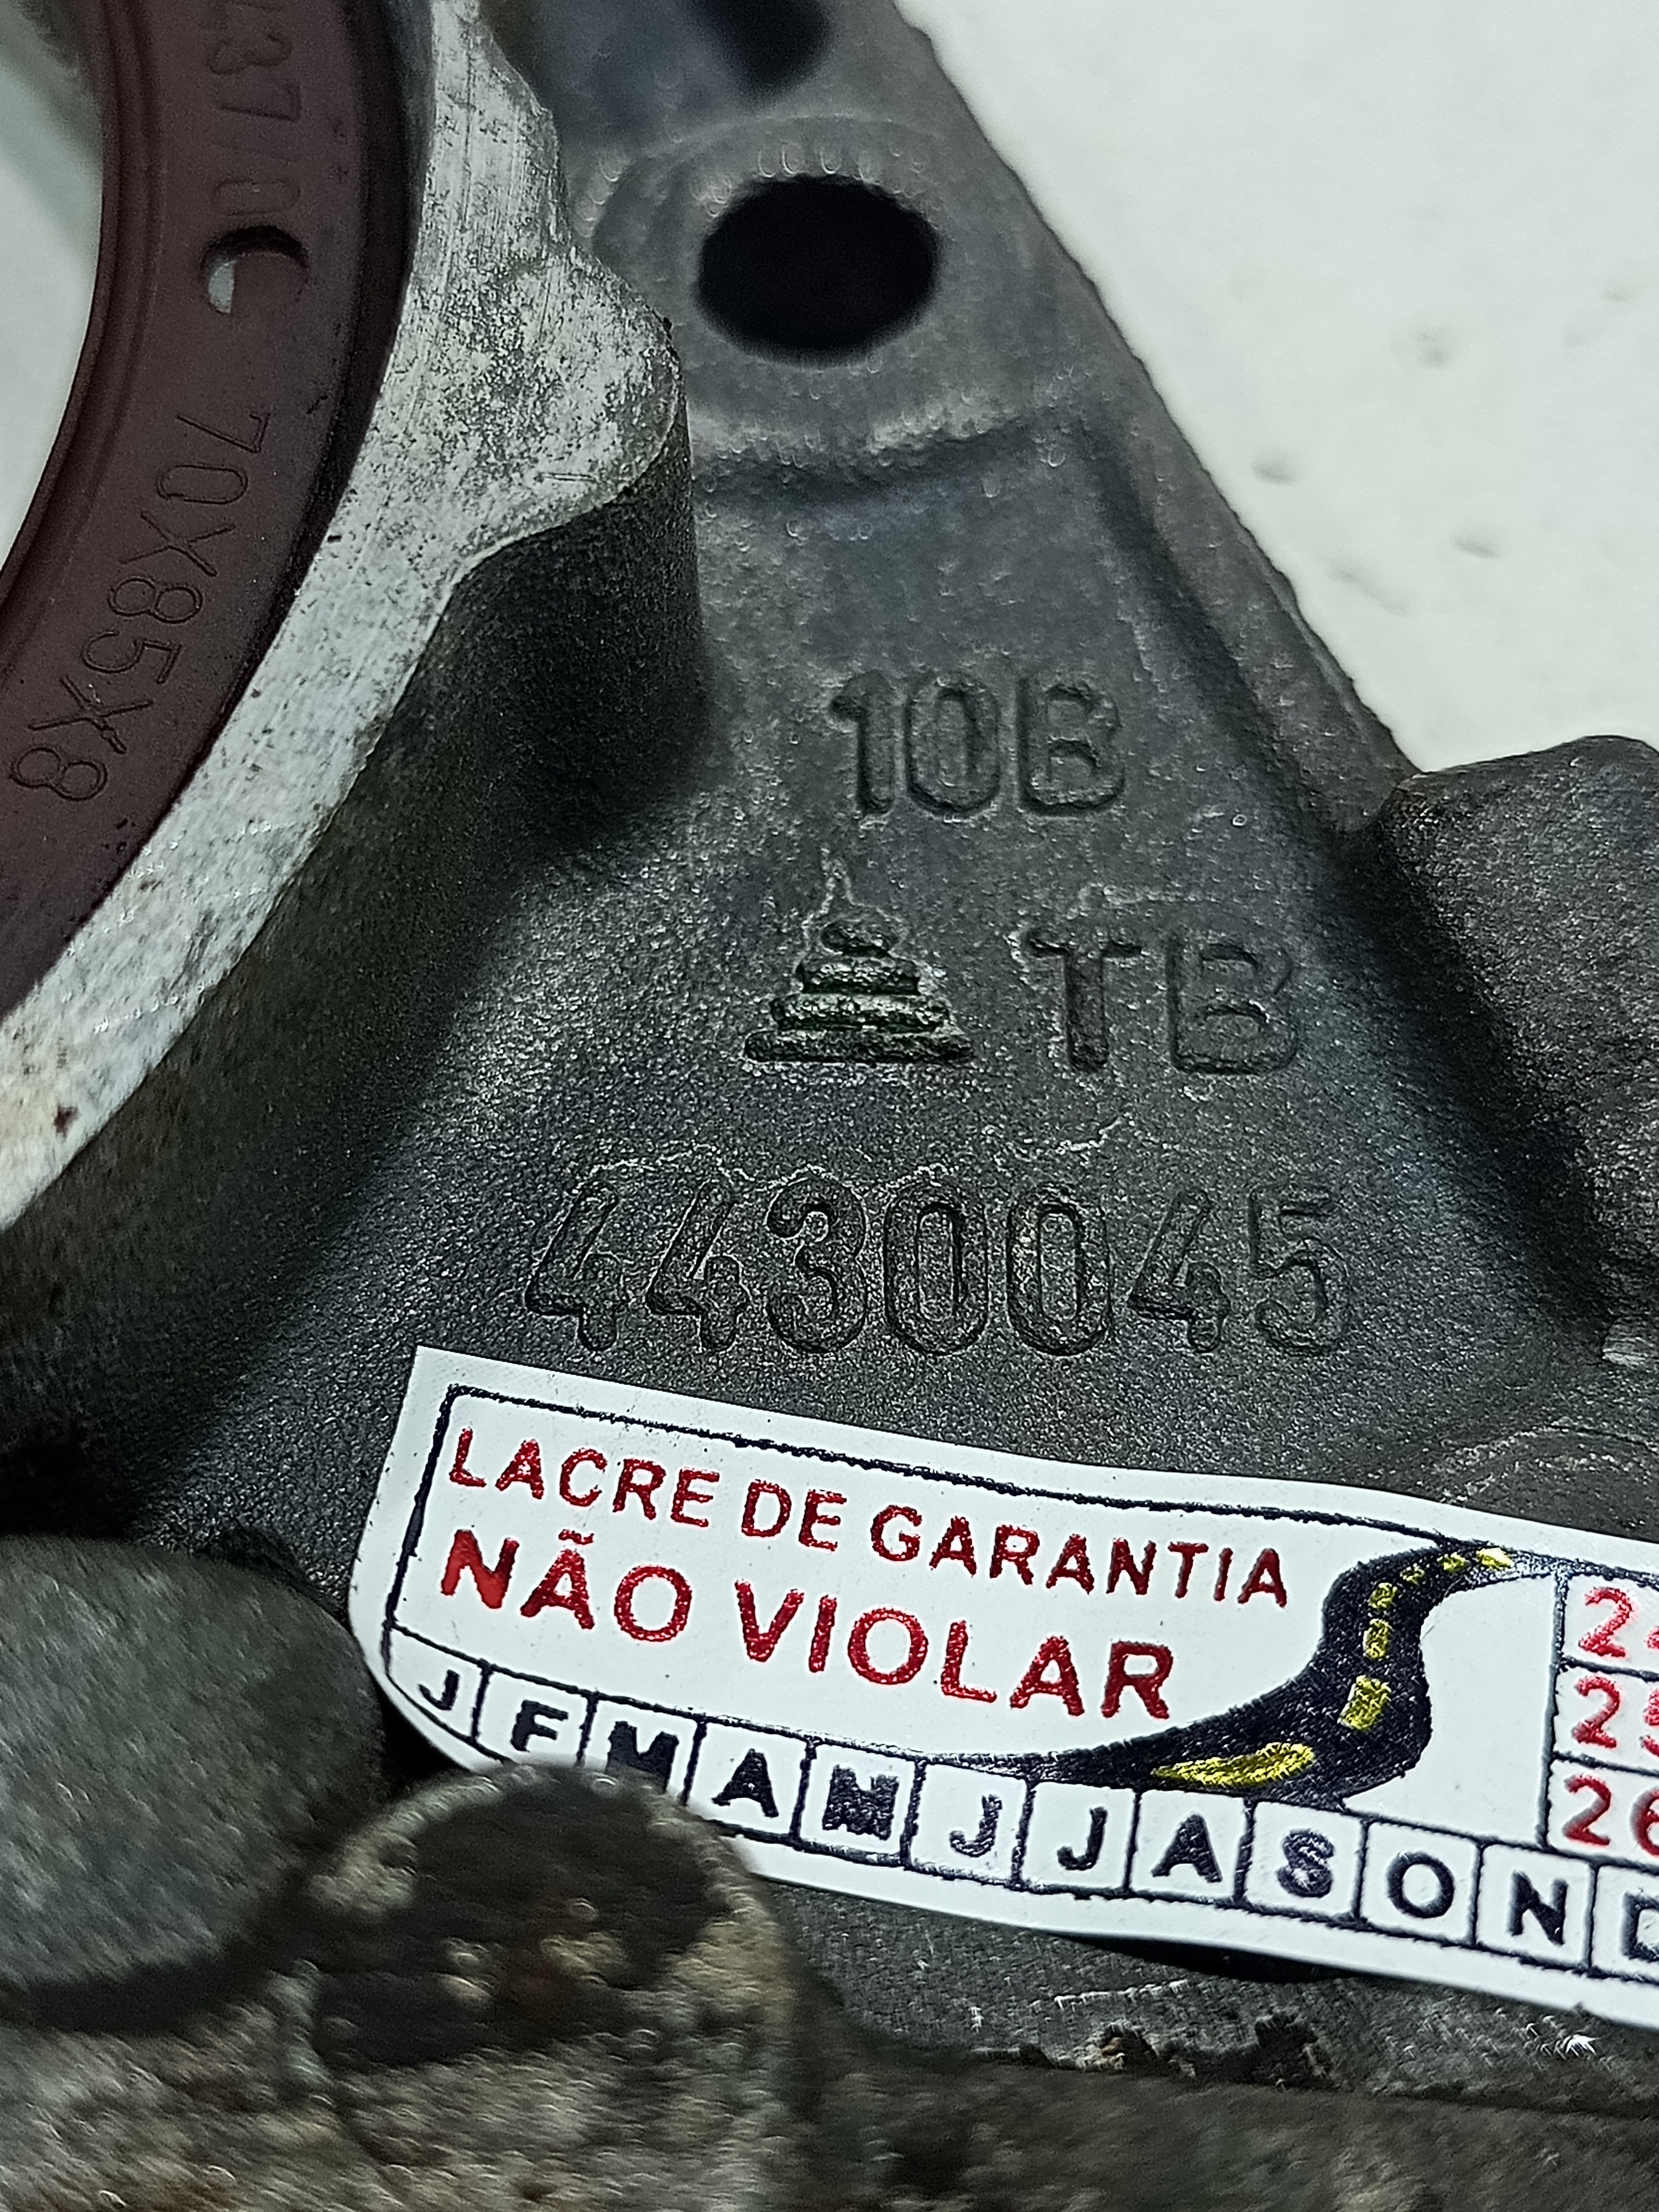 70X85X8
10B
TB
4430045
LACRE DE GARANTIA
NÃO VIOLAR
J F M A M J J A S O N D